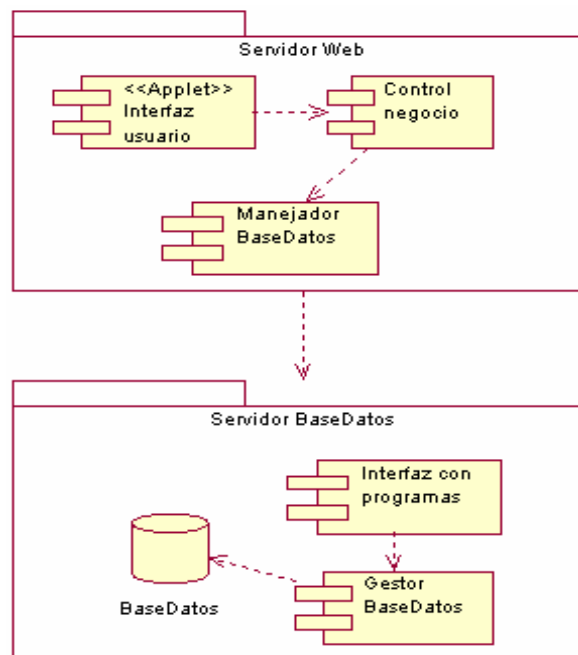 Servidor Web
<<Applet>>
Interfaz
usuario
Control
negocio
Manejador
BaseDatos
Servidor BaseDatos
Interfaz con
programas
Gestor
BaseDatos
BaseDatos